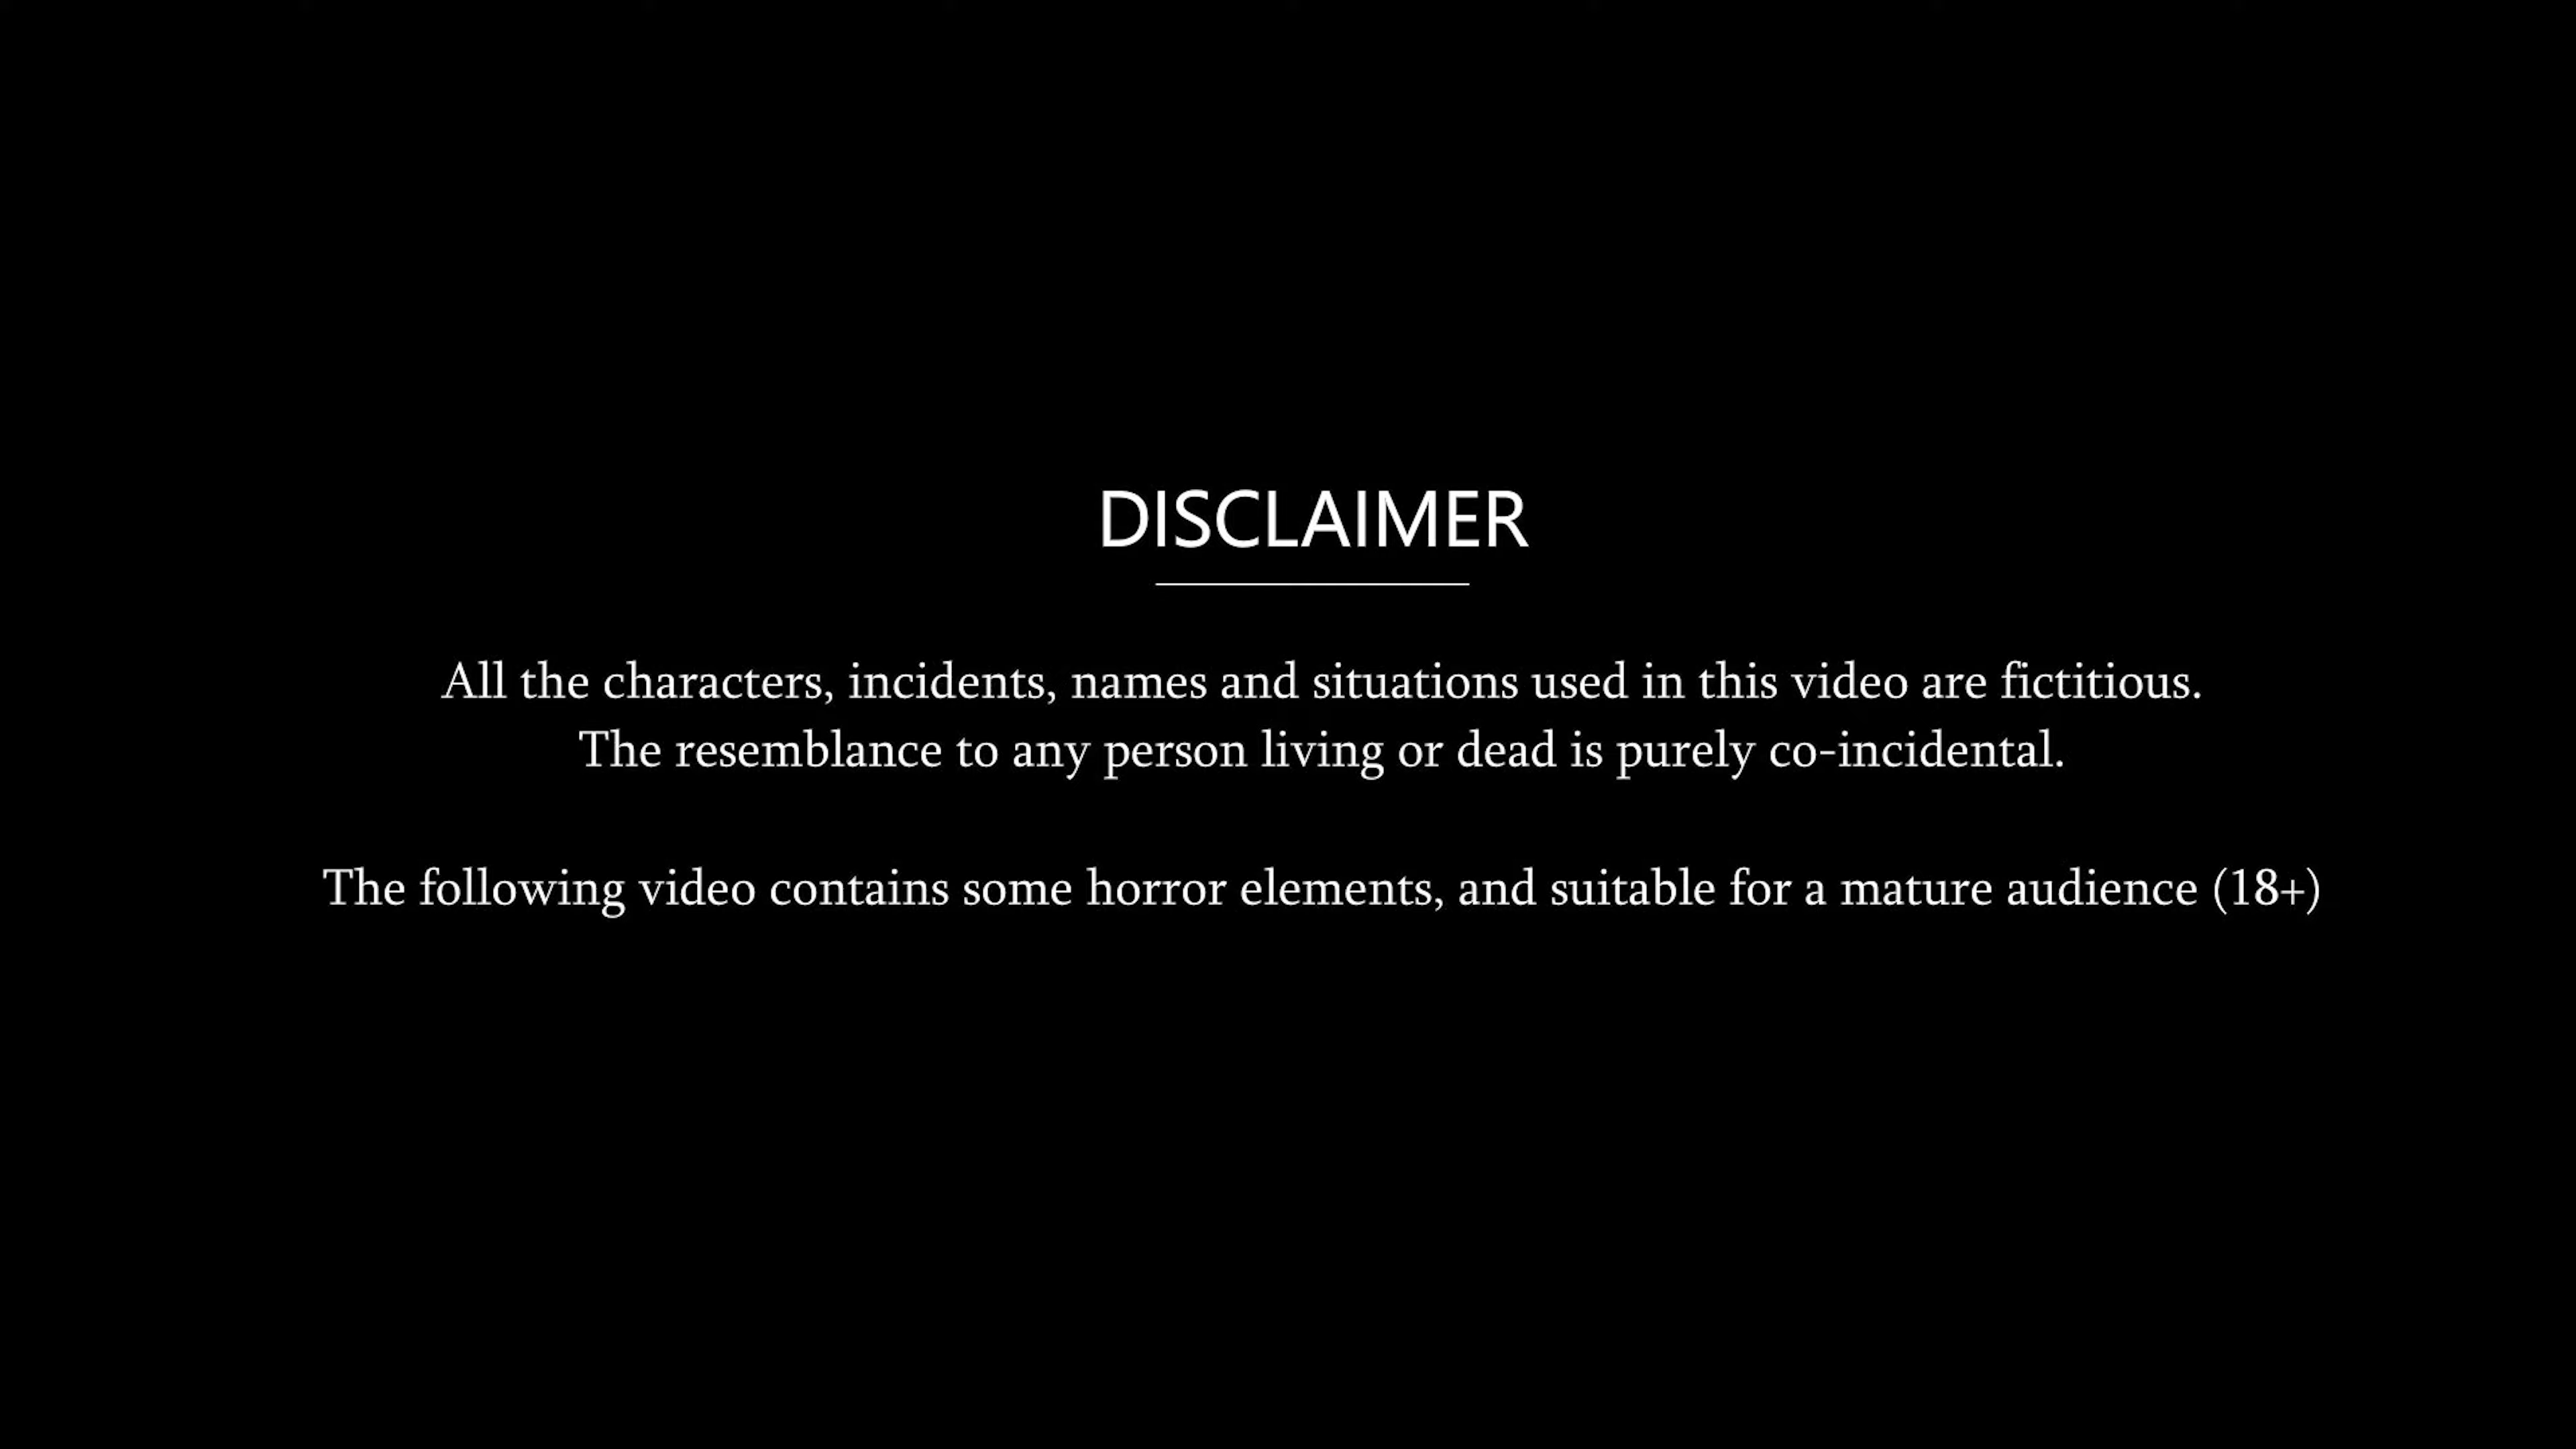 DISCLAIMER
All the characters, incidents, names and situations used in this video are fictitious.
The resemblance to any person living or dead is purely co-incidental.
The following video contains some horror elements, and suitable for a mature audience (18+)